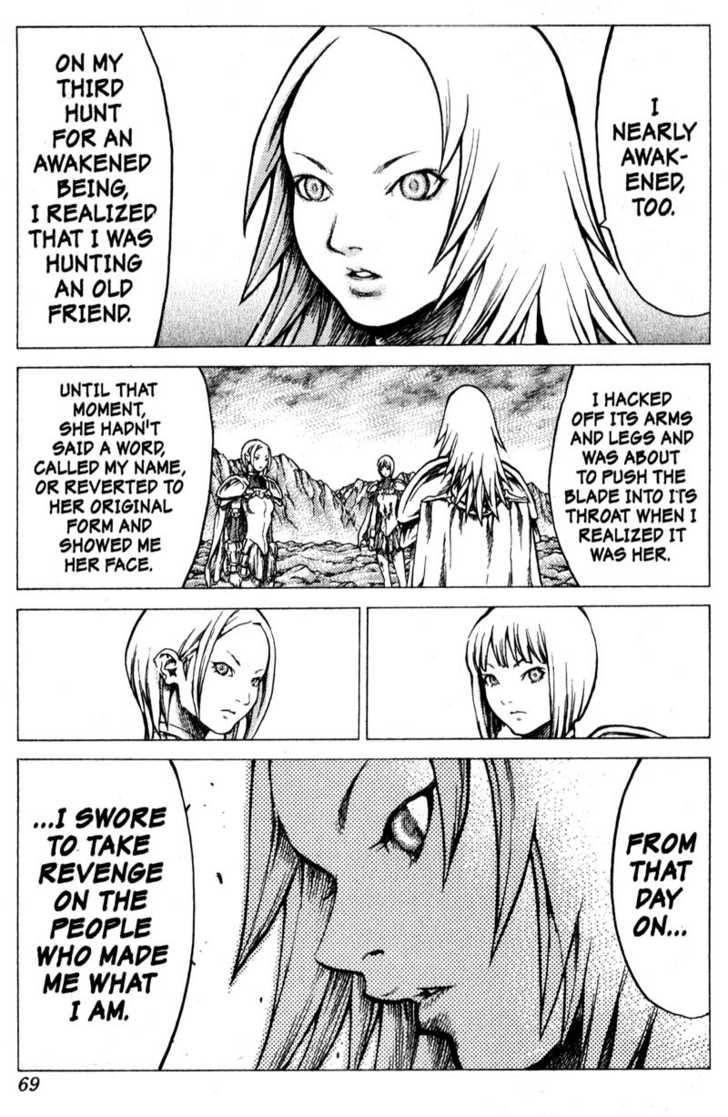 I
NEARLY
AWAK-
ENED,
TOO.
ON MY
THIRD
HUNT
FOR AN
AWAKENED
BEING,
I REALIZED
THAT I WAS
HUNTING
AN OLD
FRIEND.
I HACKED
OFF ITS ARMS
AND LEGS AND
WAS ABOUT
TO PUSH THE
BLADE INTO ITS
THROAT WHEN I
REALIZED IT
WAS HER.
UNTIL THAT
MOMENT,
SHE HADN'T
SAID A WORD,
CALLED MY NAME,
OR REVERTED TO
HER ORIGINAL
FORM AND
SHOWED ME
HER FACE.
FROM
THAT
DAY
ON...
...I SWORE
TO TAKE
REVENGE
ON THE
PEOPLE
WHO MADE
ME WHAT
I AM.
69